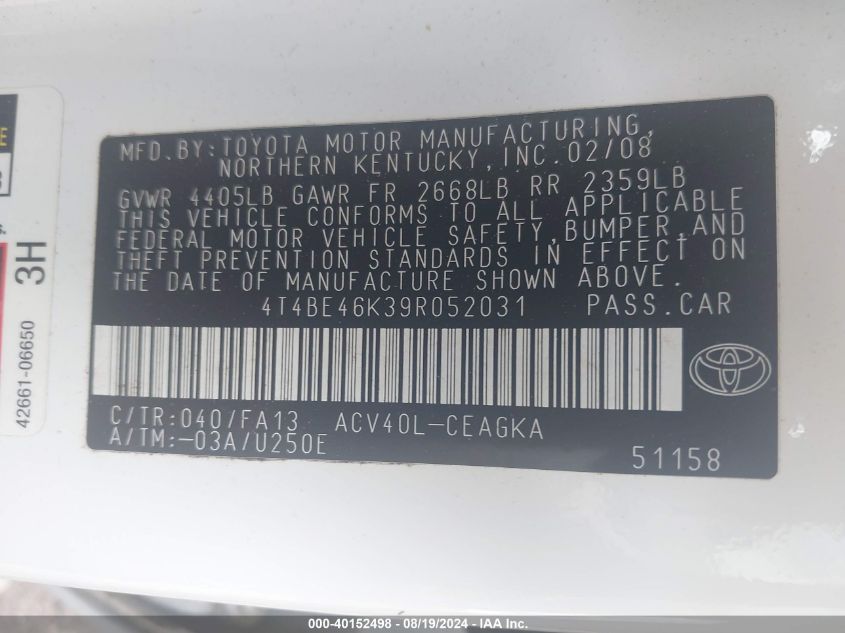 MFD.BY:TOYOTA MOTOR MANUFACTURING,
NORTHERN KENTUCKY,INC.02/08
GVWR 4405LB GAWR FR 2668LB RR 2359LB
THIS VEHICLE CONFORMS TO ALL APPLICABLE
FEDERAL MOTOR VEHICLE SAFETY,BUMPER,AND
THEFT PREVENTION STANDARDS IN EFFECT ON
THE DATE OF MANUFACTURE SHOWN ABOVE.
4T4BE46K39R052031 PASS.CAR
C/TR:040/FA13 ACV40L-CEAGKA
A/TM:-03A/U250E
51158
3H
42661-06650
000-40152498 - 08/19/2024 - IAA Inc.